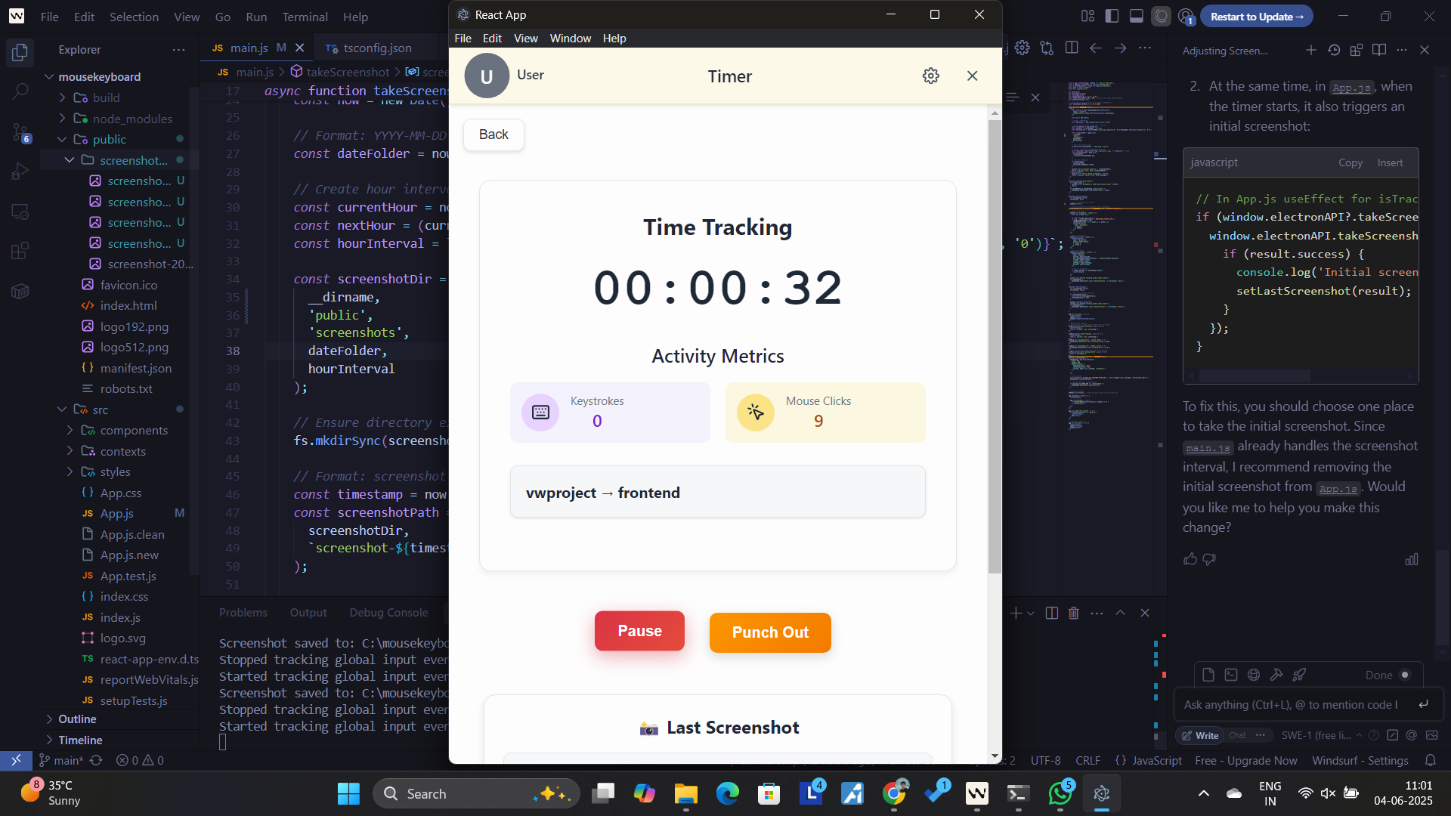 File Edit Selection View Go Run Terminal Help
Restart to Update →
Explorer
mousekeyboard
build
node_modules
public
screenshot...
screensho... U
screensho... U
screensho... U
screensho... U
screenshot-20...
favicon.ico
index.html
logo192.png
logo512.png
manifest.json
robots.txt
src
components
contexts
styles
App.css
App.js M
App.js.clean
App.js.new
App.test.js
index.css
index.js
logo.svg
react-app-env.d.ts
reportWebVitals.js
setupTests.js
Outline
Timeline
6
JS main.js M
TS tsconfig.json
JS main.js > takeScreenshot > scree
17 async function takeScreens
24 const now = new Date(
25
26 // Format: YYYY-MM-DD
27 const dateFolder = nov
28
29 // Create hour interva
30 const currentHour = no
31 const nextHour = (curr
32 const hourInterval =
, '0')}`;
33
34 const screenshotDir =
35 __dirname,
36 'public',
37 'screenshots',
38 dateFolder,
39 hourInterval
40 );
41
42 // Ensure directory e
43 fs.mkdirSync(screensho
44
45 // Format: screenshot
46 const timestamp = now
47 const screenshotPath =
48 screenshotDir,
49 `screenshot-${timest
50 );
51
Problems Output Debug Console
Screenshot saved to: C:\mousekeybo
Stopped tracking global input even
Started tracking global input even
Screenshot saved to: C:\mousekeybo
Stopped tracking global input even
Started tracking global input even
React App
File Edit View Window Help
U
User
Timer
Back
Time Tracking
00:00:32
Activity Metrics
Keystrokes
0
Mouse Clicks
9
vwproject → frontend
Pause
Punch Out
Last Screenshot
Adjusting Screen...
2. At the same time, in App.js, when
the timer starts, it also triggers an
initial screenshot:
javascript Copy Insert
// In App.js useEffect for isTrac
if (window.electronAPI?.takeScree
window.electronAPI.takeScreensh
if (result.success) {
console.log('Initial screen
setLastScreenshot(result);
}
});
}
To fix this, you should choose one place
to take the initial screenshot. Since
main.js already handles the screenshot
interval, I recommend removing the
initial screenshot from App.js. Would
you like me to help you make this
change?
Done
Ask anything (Ctrl+L), @ to mention code l
Write Chat SWE-1 (free li...
main* 0 0
: 2 UTF-8 CRLF {} JavaScript Free - Upgrade Now Windsurf - Settings
8
35°C
Sunny
Search
4
1
5
ENG
IN
11:01
04-06-2025